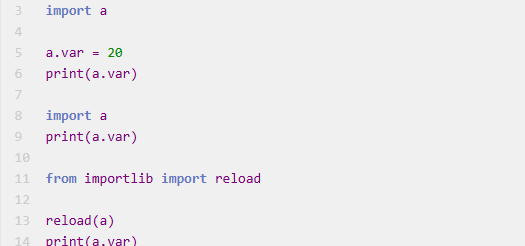 3 import a
4
5 a.var = 20
6 print(a.var)
7
8 import a
9 print(a.var)
10
11 from importlib import reload
12
13 reload(a)
14 print(a.var)